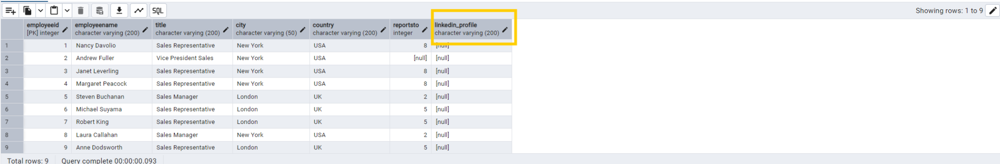 SQL
Showing rows: 1 to 9
employeeid employeename title city country reportsto linkedin_profile
[PK] integer character varying (200) character varying (200) character varying (50) character varying (200) integer character varying (200)
1 1 Nancy Davolio Sales Representative New York USA 8 [null]
2 2 Andrew Fuller Vice President Sales New York USA [null] [null]
3 3 Janet Leverling Sales Representative New York USA 8 [null]
4 4 Margaret Peacock Sales Representative New York USA 8 [null]
5 5 Steven Buchanan Sales Manager London UK 2 [null]
6 6 Michael Suyama Sales Representative London UK 5 [null]
7 7 Robert King Sales Representative London UK 5 [null]
8 8 Laura Callahan Sales Manager New York USA 2 [null]
9 9 Anne Dodsworth Sales Representative London UK 5 [null]
Total rows: 9 Query complete 00:00:00.093